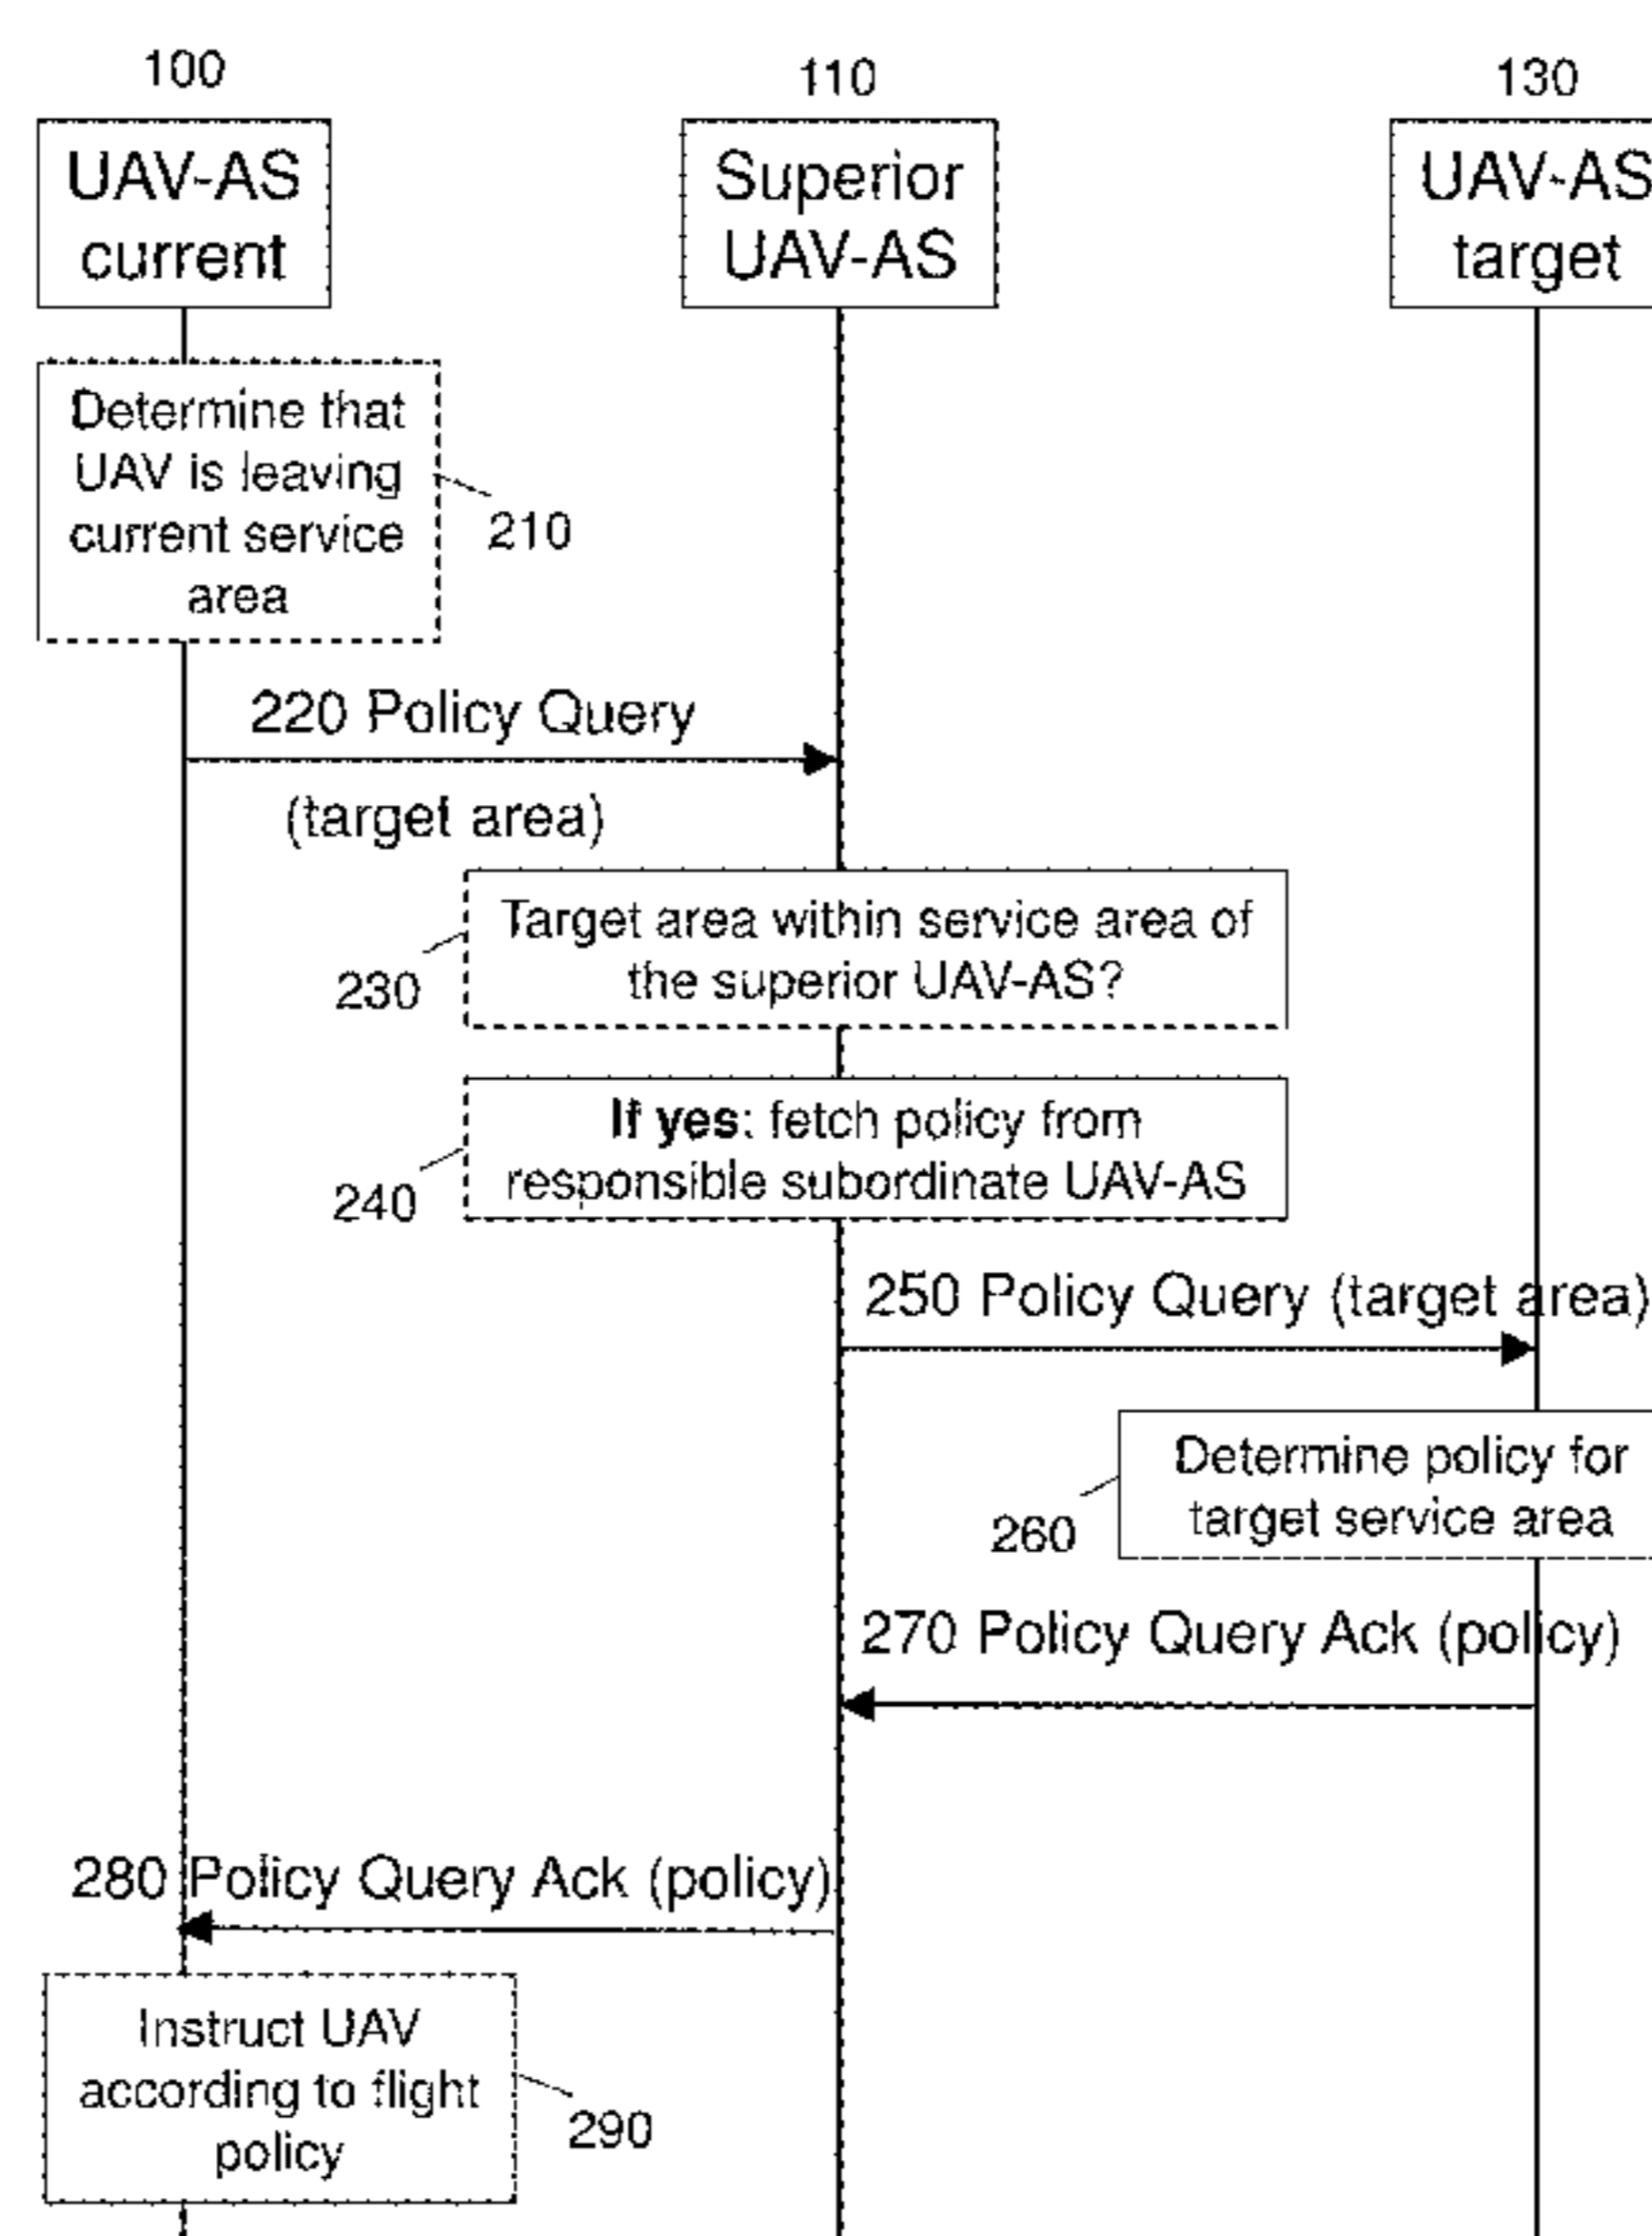 100
110
130
UAV-AS
current
Superior
UAV-AS
UAV-AS
target
Determine that
UAV is leaving
current service
area
210
220 Policy Query
(target area)
Target area within service area of
the superior UAV-AS?
230
If yes: fetch policy from
responsible subordinate UAV-AS
240
250 Policy Query (target area)
Determine policy for
target service area
260
270 Policy Query Ack (policy)
280 Policy Query Ack (policy)
Instruct UAV
according to flight
policy
290